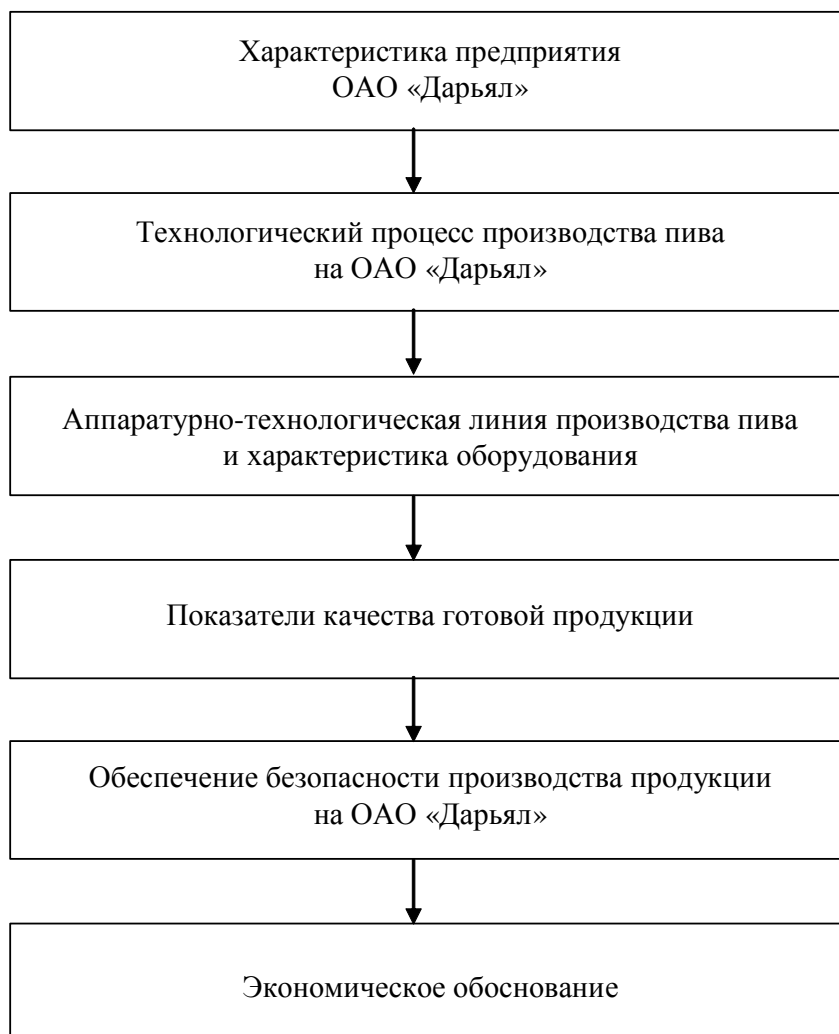 Характеристика предприятия
ОАО «Дарьял»
Технологический процесс производства пива
на ОАО «Дарьял»
Аппаратурно-технологическая линия производства пива
и характеристика оборудования
Показатели качества готовой продукции
Обеспечение безопасности производства продукции
на ОАО «Дарьял»
Экономическое обоснование